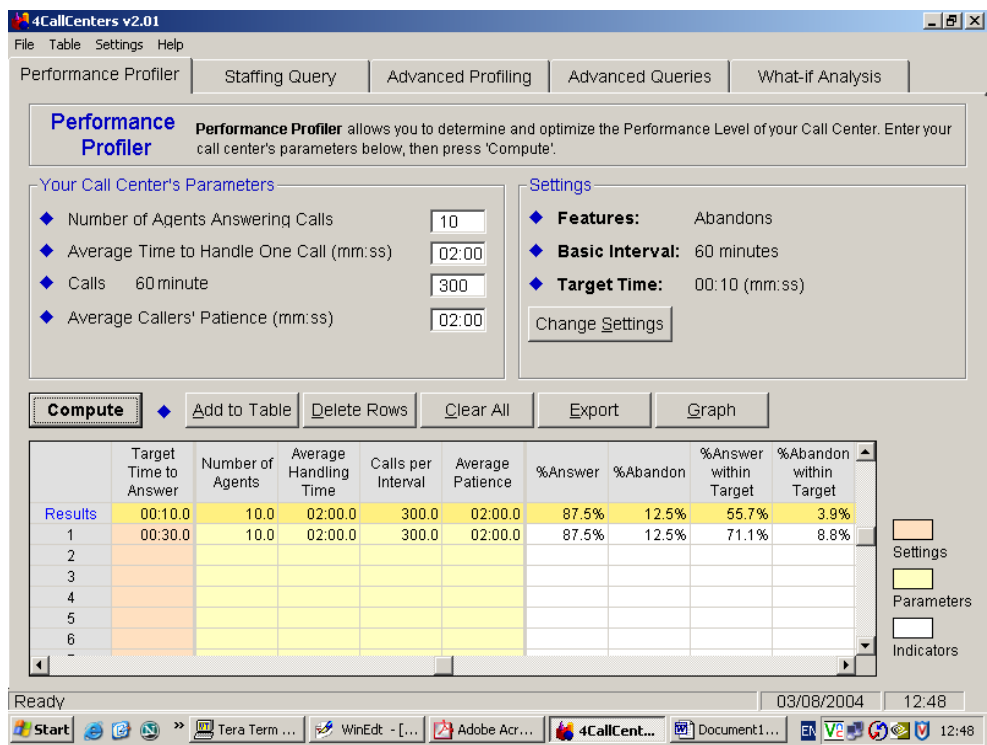 4CallCenters v2.01
File Table Settings Help
Performance Profiler Staffing Query Advanced Profiling Advanced Queries What-if Analysis
Performance Profiler
Performance Profiler allows you to determine and optimize the Performance Level of your Call Center. Enter your
call center's parameters below, then press 'Compute'.
Your Call Center's Parameters
Number of Agents Answering Calls 10
Average Time to Handle One Call (mm:ss) 02:00
Calls 60 minute 300
Average Callers' Patience (mm:ss) 02:00
Settings
Features: Abandons
Basic Interval: 60 minutes
Target Time: 00:10 (mm:ss)
Change Settings
Compute Add to Table Delete Rows Clear All Export Graph
Target Time to Answer Number of Agents Average Handling Time Calls per Interval Average Patience %Answer %Abandon %Answer within Target %Abandon within Target
Results 00:10.0 10.0 02:00.0 300.0 02:00.0 87.5% 12.5% 55.7% 3.9%
1 00:30.0 10.0 02:00.0 300.0 02:00.0 87.5% 12.5% 71.1% 8.8%
2
3
4
5
6
Settings
Parameters
Indicators
Ready 03/08/2004 12:48
Start » Tera Term ... WinEdt - [... Adobe Acr... 4CallCent... Document1... EN 12:48